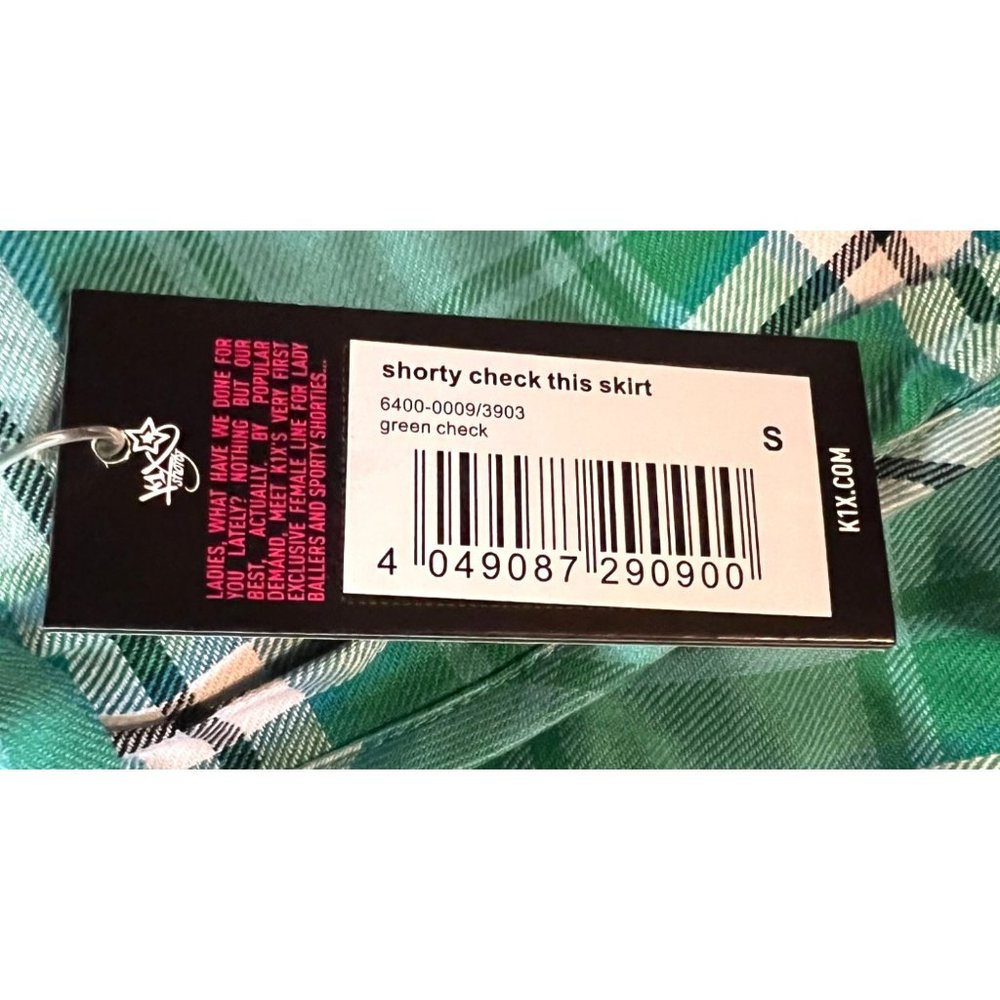 LADIES, WHAT HAVE WE DONE FOR
YOU LATELY? NOTHING BUT OUR
BEST, ACTUALLY. BY POPULAR
DEMAND, MEET K1X'S VERY FIRST
EXCLUSIVE FEMALE LINE FOR LADY
BALLERS AND SPORTY SHORTIES...
K1X
shorty
shorty check this skirt
6400-0009/3903
green check
S
4 049087 290900
K1X.COM